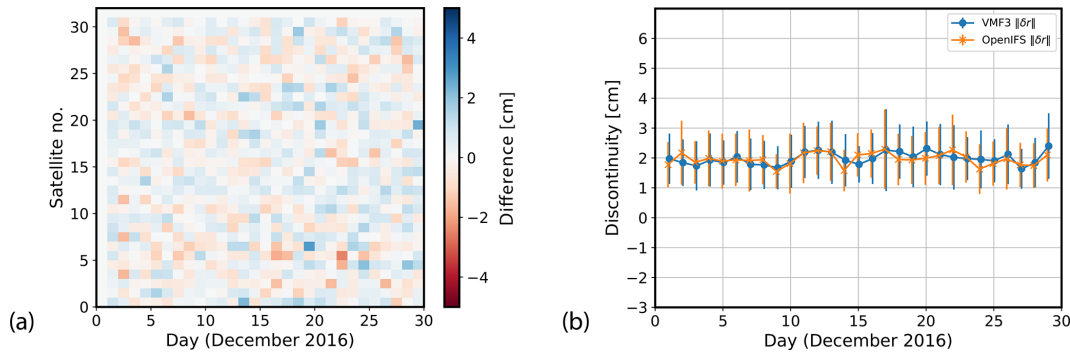 30
25
20
15
10
5
0
Satellite no.
0 5 10 15 20 25 30
Day (December 2016)
4
2
0
−2
−4
Difference [cm]
(a)
6
5
4
3
2
1
0
−1
−2
−3
Discontinuity [cm]
0 5 10 15 20 25 30
Day (December 2016)
VMF3 ‖δr‖
OpenIFS ‖δr‖
(b)